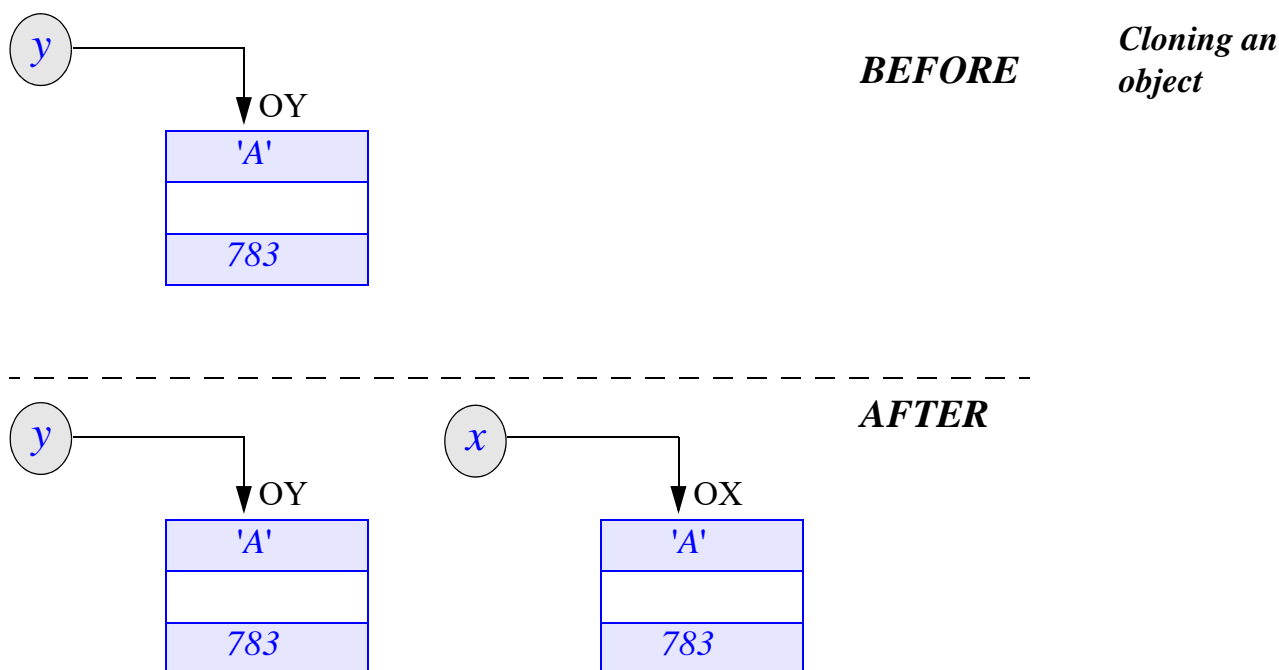 Cloning an
object
BEFORE
y
OY
'A'
783
AFTER
y
x
OY
OX
'A'
'A'
783
783